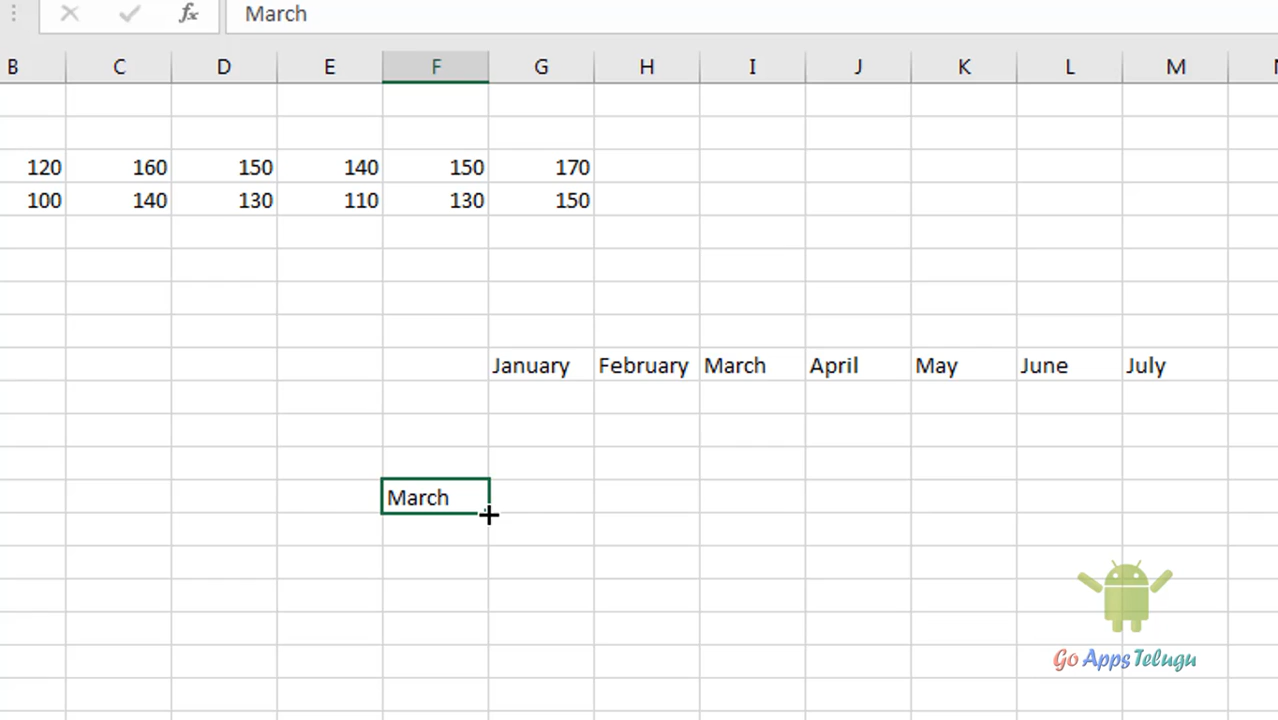 fx March
B C D E F G H I J K L M
120 160 150 140 150 170
100 140 130 110 130 150
January February March April May June July
March
Go Apps Telugu